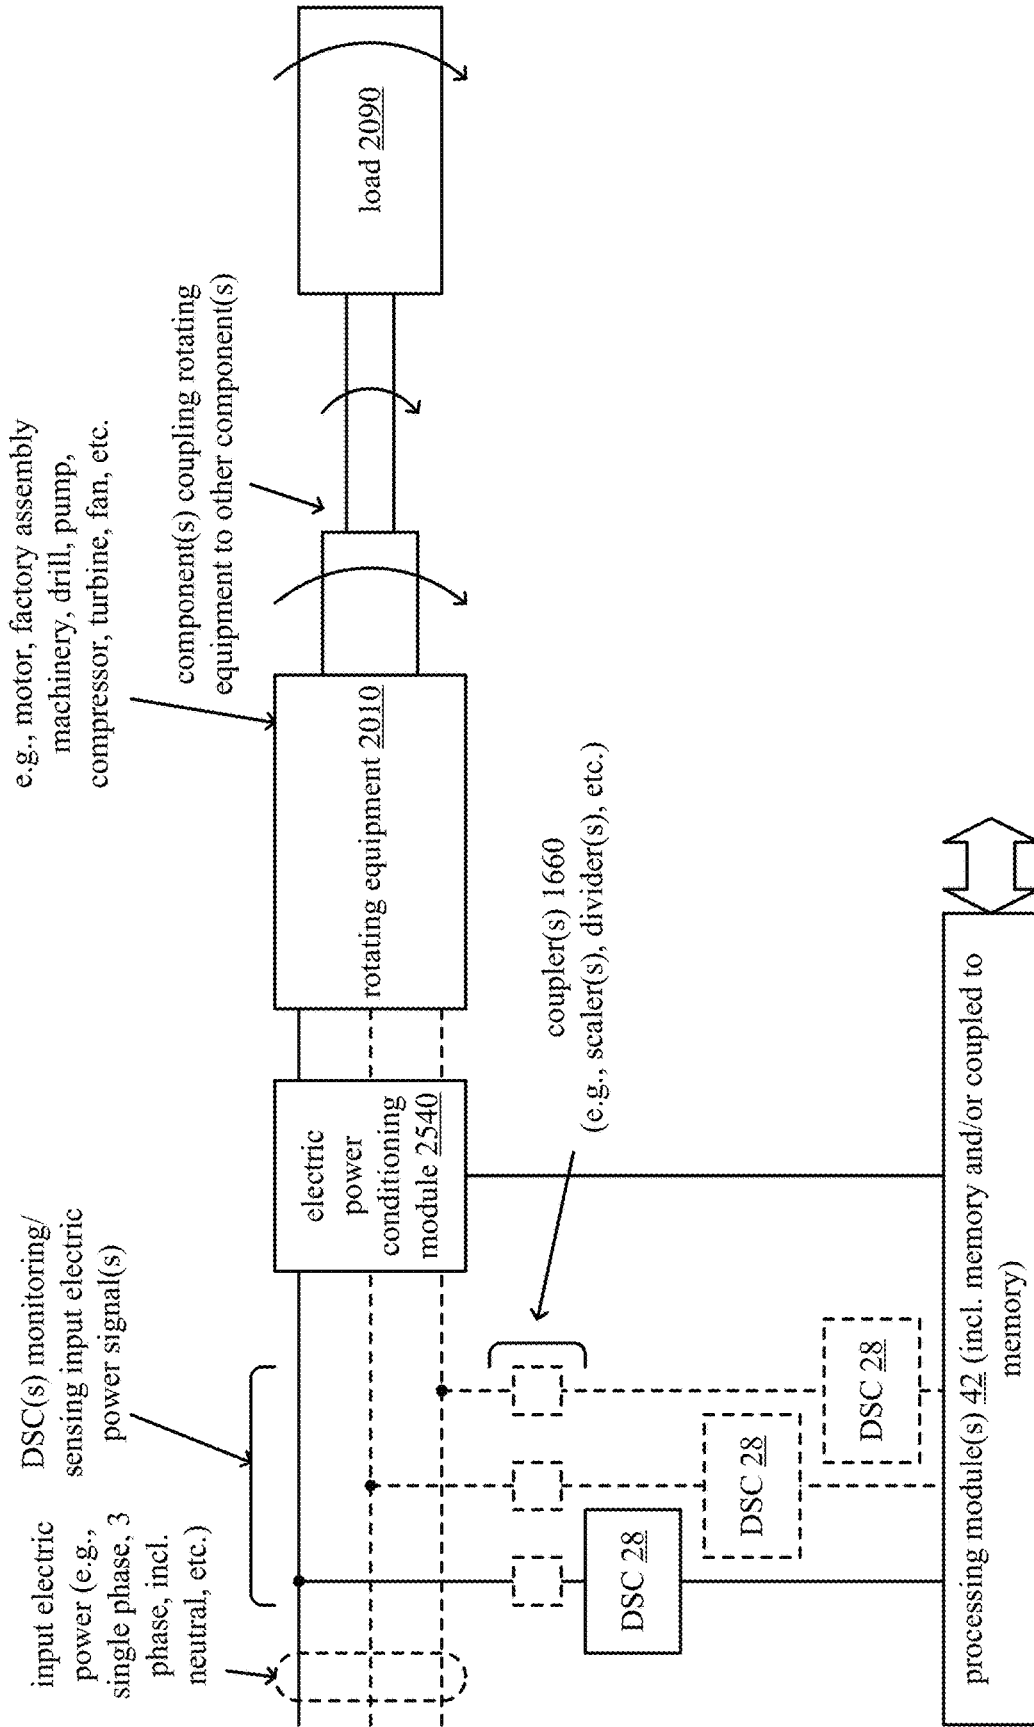 input electric
power (e.g.,
single phase, 3
phase, incl.
neutral, etc.)
DSC(s) monitoring/
sensing input electric
power signal(s)
e.g., motor, factory assembly
machinery, drill, pump,
compressor, turbine, fan, etc.
component(s) coupling rotating
equipment to other component(s)
electric
power
conditioning
module 2540
rotating equipment 2010
load 2090
coupler(s) 1660
(e.g., scaler(s), divider(s), etc.)
DSC 28
DSC 28
DSC 28
processing module(s) 42 (incl. memory and/or coupled to
memory)